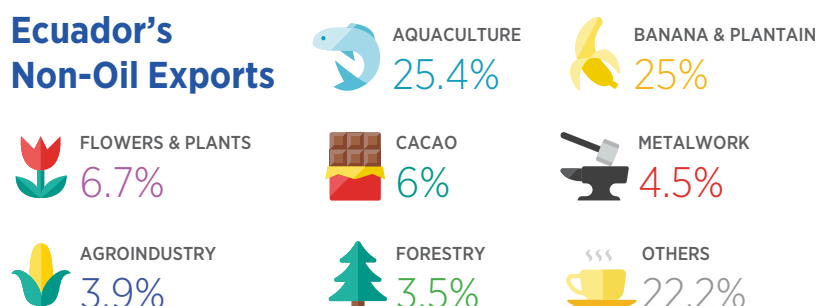 Ecuador's
Non-Oil Exports
AQUACULTURE
25.4%
BANANA & PLANTAIN
25%
FLOWERS & PLANTS
6.7%
CACAO
6%
METALWORK
4.5%
AGROINDUSTRY
3.9%
FORESTRY
3.5%
OTHERS
22.2%